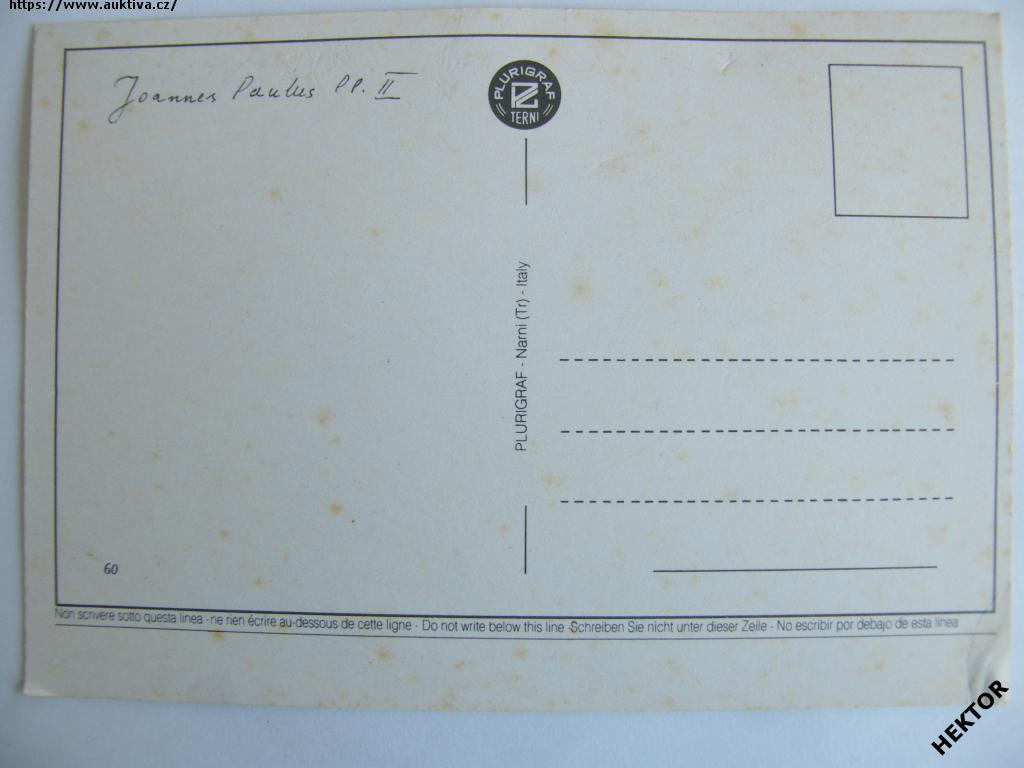 https://www.auktiva.cz/
Joannes Paulus PP. II
PLURIGRAF
PZ
TERNI
PLURIGRAF - Narni (Tr) - Italy
60
Non scrivere sotto questa linea - ne rien écrire au-dessous de cette ligne - Do not write below this line - Schreiben Sie nicht unter dieser Zeile - No escribir por debajo de esta linea
HEKTOR